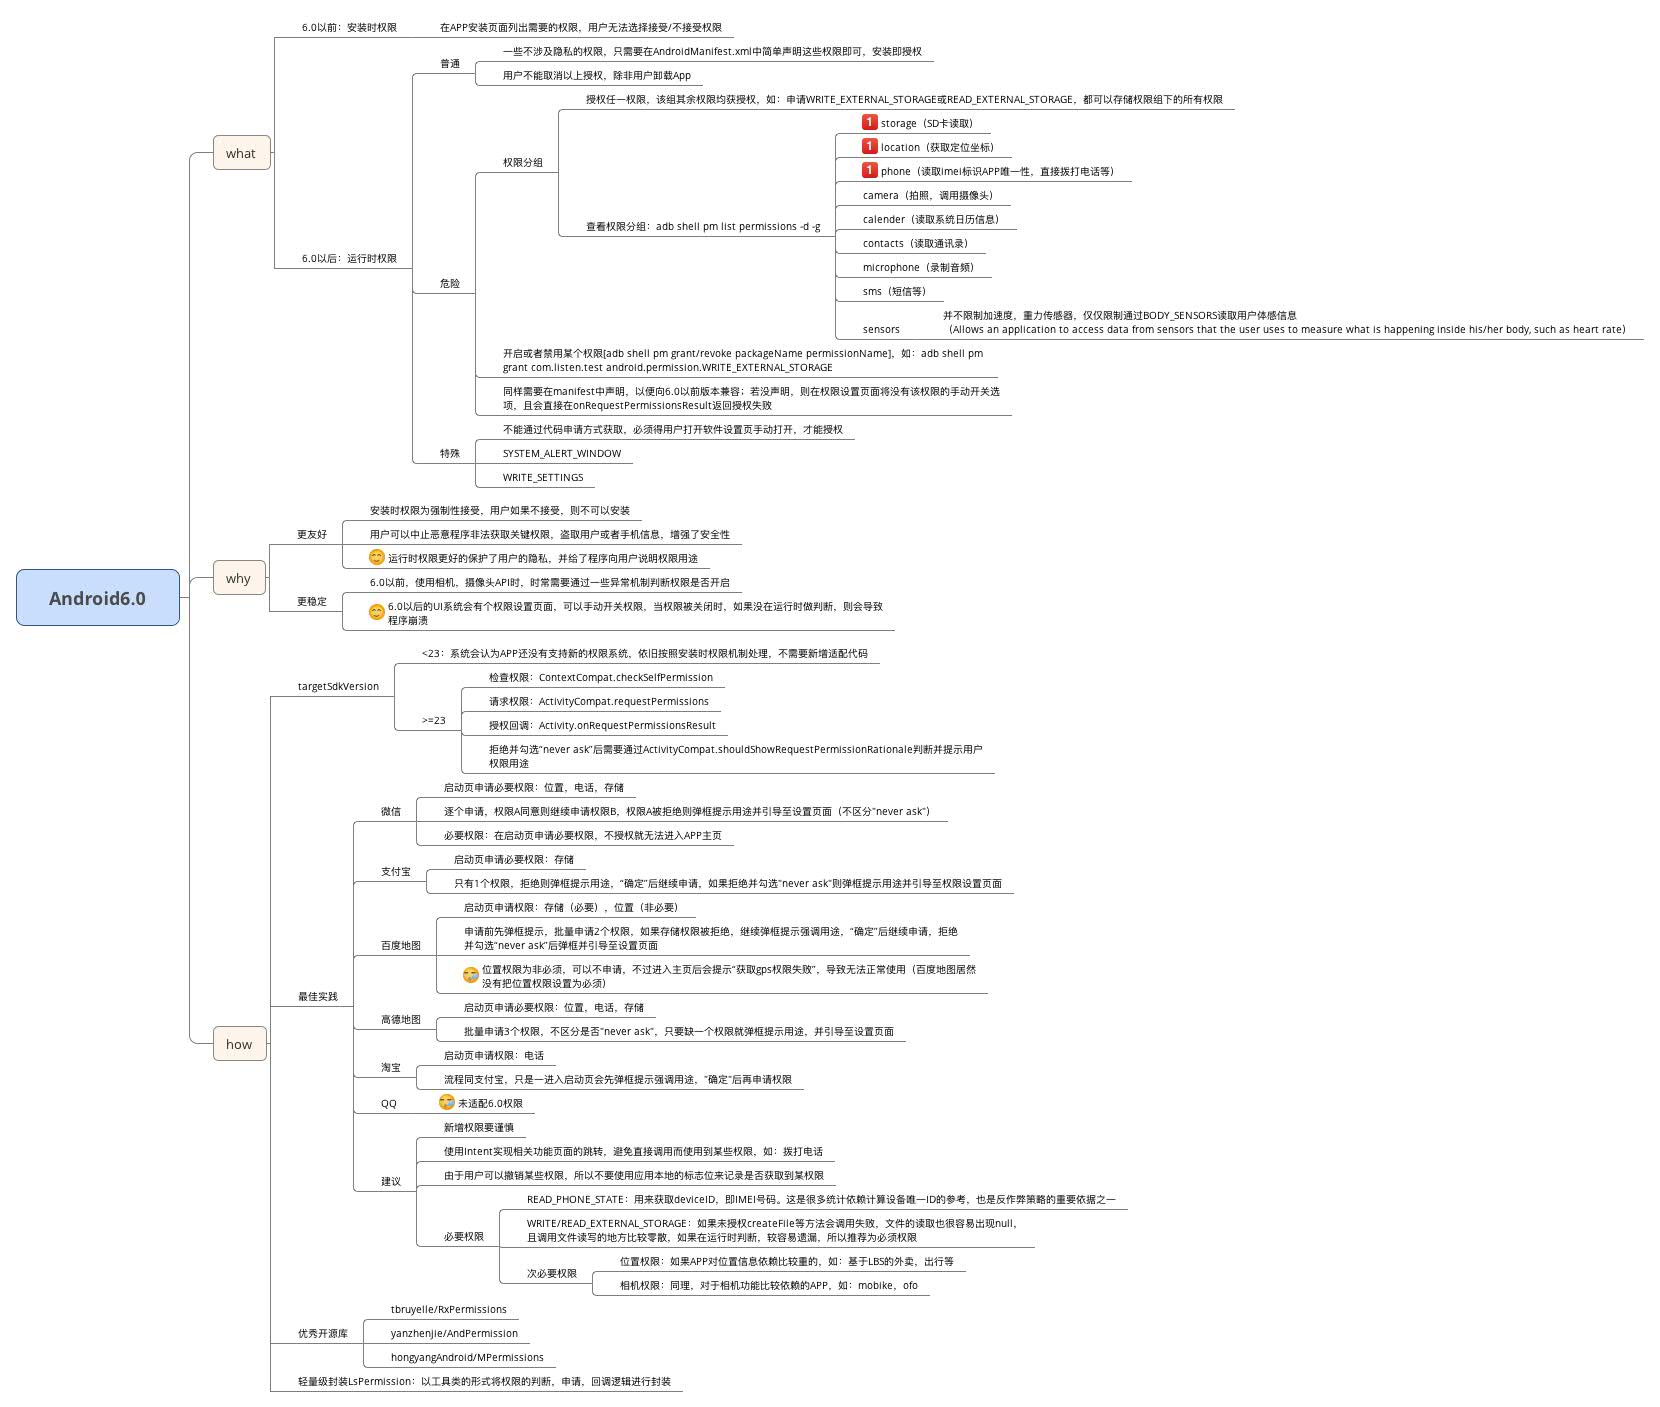 Android6.0
what
6.0以前：安装时权限
在APP安装页面列出需要的权限，用户无法选择接受/不接受权限
6.0以后：运行时权限
普通
一些不涉及隐私的权限，只需要在AndroidManifest.xml中简单声明这些权限即可，安装即授权
用户不能取消以上授权，除非用户卸载App
危险
权限分组
授权任一权限，该组其余权限均获授权，如：申请WRITE_EXTERNAL_STORAGE或READ_EXTERNAL_STORAGE，都可以存储权限组下的所有权限
查看权限分组：adb shell pm list permissions -d -g
1 storage（SD卡读取）
1 location（获取定位坐标）
1 phone（读取imei标识APP唯一性，直接拨打电话等）
camera（拍照，调用摄像头）
calender（读取系统日历信息）
contacts（读取通讯录）
microphone（录制音频）
sms（短信等）
sensors
并不限制加速度，重力传感器，仅仅限制通过BODY_SENSORS读取用户体感信息
（Allows an application to access data from sensors that the user uses to measure what is happening inside his/her body, such as heart rate）
开启或者禁用某个权限[adb shell pm grant/revoke packageName permissionName]，如：adb shell pm
grant com.listen.test android.permission.WRITE_EXTERNAL_STORAGE
同样需要在manifest中声明，以便向6.0以前版本兼容；若没声明，则在权限设置页面将没有该权限的手动开关选
项，且会直接在onRequestPermissionsResult返回授权失败
特殊
不能通过代码申请方式获取，必须得用户打开软件设置页手动打开，才能授权
SYSTEM_ALERT_WINDOW
WRITE_SETTINGS
why
更友好
安装时权限为强制性接受，用户如果不接受，则不可以安装
用户可以中止恶意程序非法获取关键权限，盗取用户或者手机信息，增强了安全性
运行时权限更好的保护了用户的隐私，并给了程序向用户说明权限用途
更稳定
6.0以前，使用相机，摄像头API时，时常需要通过一些异常机制判断权限是否开启
6.0以后的UI系统会有个权限设置页面，可以手动开关权限，当权限被关闭时，如果没在运行时做判断，则会导致
程序崩溃
how
targetSdkVersion
<23：系统会认为APP还没有支持新的权限系统，依旧按照安装时权限机制处理，不需要新增适配代码
>=23
检查权限：ContextCompat.checkSelfPermission
请求权限：ActivityCompat.requestPermissions
授权回调：Activity.onRequestPermissionsResult
拒绝并勾选“never ask”后需要通过ActivityCompat.shouldShowRequestPermissionRationale判断并提示用户
权限用途
最佳实践
微信
启动页申请必要权限：位置，电话，存储
逐个申请，权限A同意则继续申请权限B，权限A被拒绝则弹框提示用途并引导至设置页面（不区分"never ask"）
必要权限：在启动页申请必要权限，不授权就无法进入APP主页
支付宝
启动页申请必要权限：存储
只有1个权限，拒绝则弹框提示用途，“确定”后继续申请，如果拒绝并勾选"never ask"则弹框提示用途并引导至权限设置页面
百度地图
启动页申请权限：存储（必要），位置（非必要）
申请前先弹框提示，批量申请2个权限，如果存储权限被拒绝，继续弹框提示强调用途，“确定”后继续申请，拒绝
并勾选“never ask”后弹框并引导至设置页面
位置权限为非必须，可以不申请，不过进入主页后会提示“获取gps权限失败”，导致无法正常使用（百度地图居然
没有把位置权限设置为必须）
高德地图
启动页申请必要权限：位置，电话，存储
批量申请3个权限，不区分是否"never ask"，只要缺一个权限就弹框提示用途，并引导至设置页面
淘宝
启动页申请权限：电话
流程同支付宝，只是一进入启动页会先弹框提示强调用途，"确定"后再申请权限
QQ
未适配6.0权限
建议
新增权限要谨慎
使用Intent实现相关功能页面的跳转，避免直接调用而使用到某些权限，如：拨打电话
由于用户可以撤销某些权限，所以不要使用应用本地的标志位来记录是否获取到某权限
必要权限
READ_PHONE_STATE：用来获取deviceID，即IMEI号码。这是很多统计依赖计算设备唯一ID的参考，也是反作弊策略的重要依据之一
WRITE/READ_EXTERNAL_STORAGE：如果未授权createFile等方法会调用失败，文件的读取也很容易出现null，
且调用文件读写的地方比较零散，如果在运行时判断，较容易遗漏，所以推荐为必须权限
次必要权限
位置权限：如果APP对位置信息依赖比较重的，如：基于LBS的外卖，出行等
相机权限：同理，对于相机功能比较依赖的APP，如：mobike，ofo
优秀开源库
tbruyelle/RxPermissions
yanzhenjie/AndPermission
hongyangAndroid/MPermissions
轻量级封装LsPermission：以工具类的形式将权限的判断，申请，回调逻辑进行封装